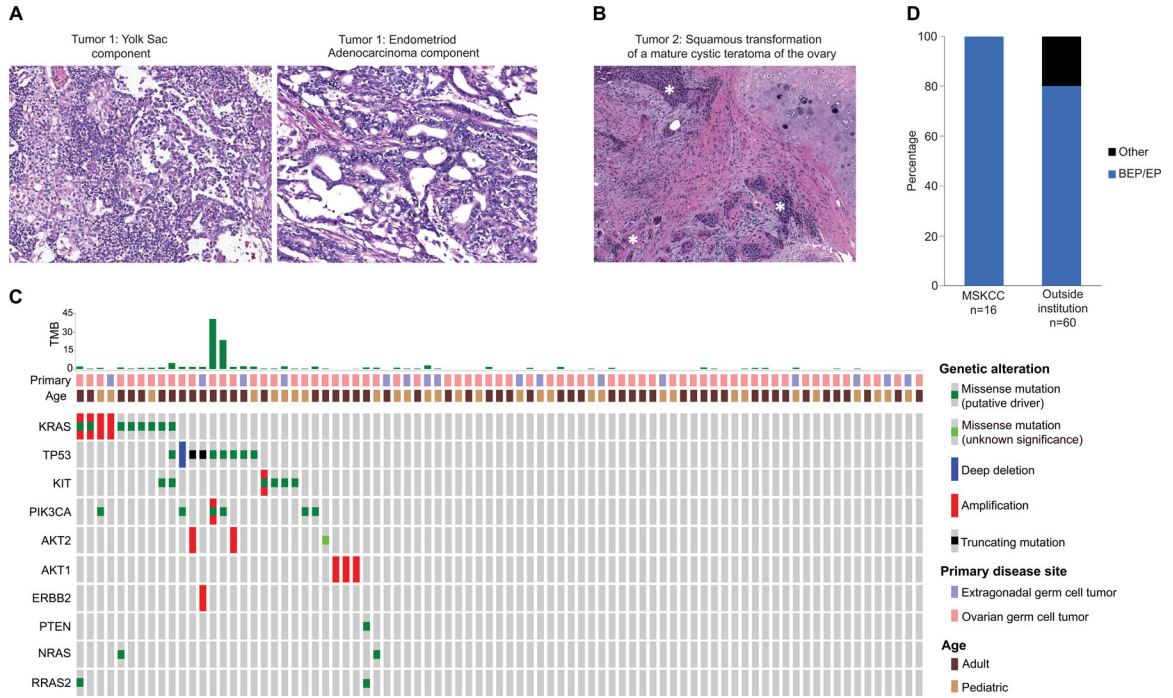 A
Tumor 1: Yolk Sac
component
Tumor 1: Endometriod
Adenocarcinoma component
B
Tumor 2: Squamous transformation
of a mature cystic teratoma of the ovary
*
*
*
D
100
80
60
40
20
0
Percentage
MSKCC
n=16
Outside
institution
n=60
Other
BEP/EP
C
45
30
15
0
TMB
Primary
Age
KRAS
TP53
KIT
PIK3CA
AKT2
AKT1
ERBB2
PTEN
NRAS
RRAS2
Genetic alteration
Missense mutation
(putative driver)
Missense mutation
(unknown significance)
Deep deletion
Amplification
Truncating mutation
Primary disease site
Extragonadal germ cell tumor
Ovarian germ cell tumor
Age
Adult
Pediatric